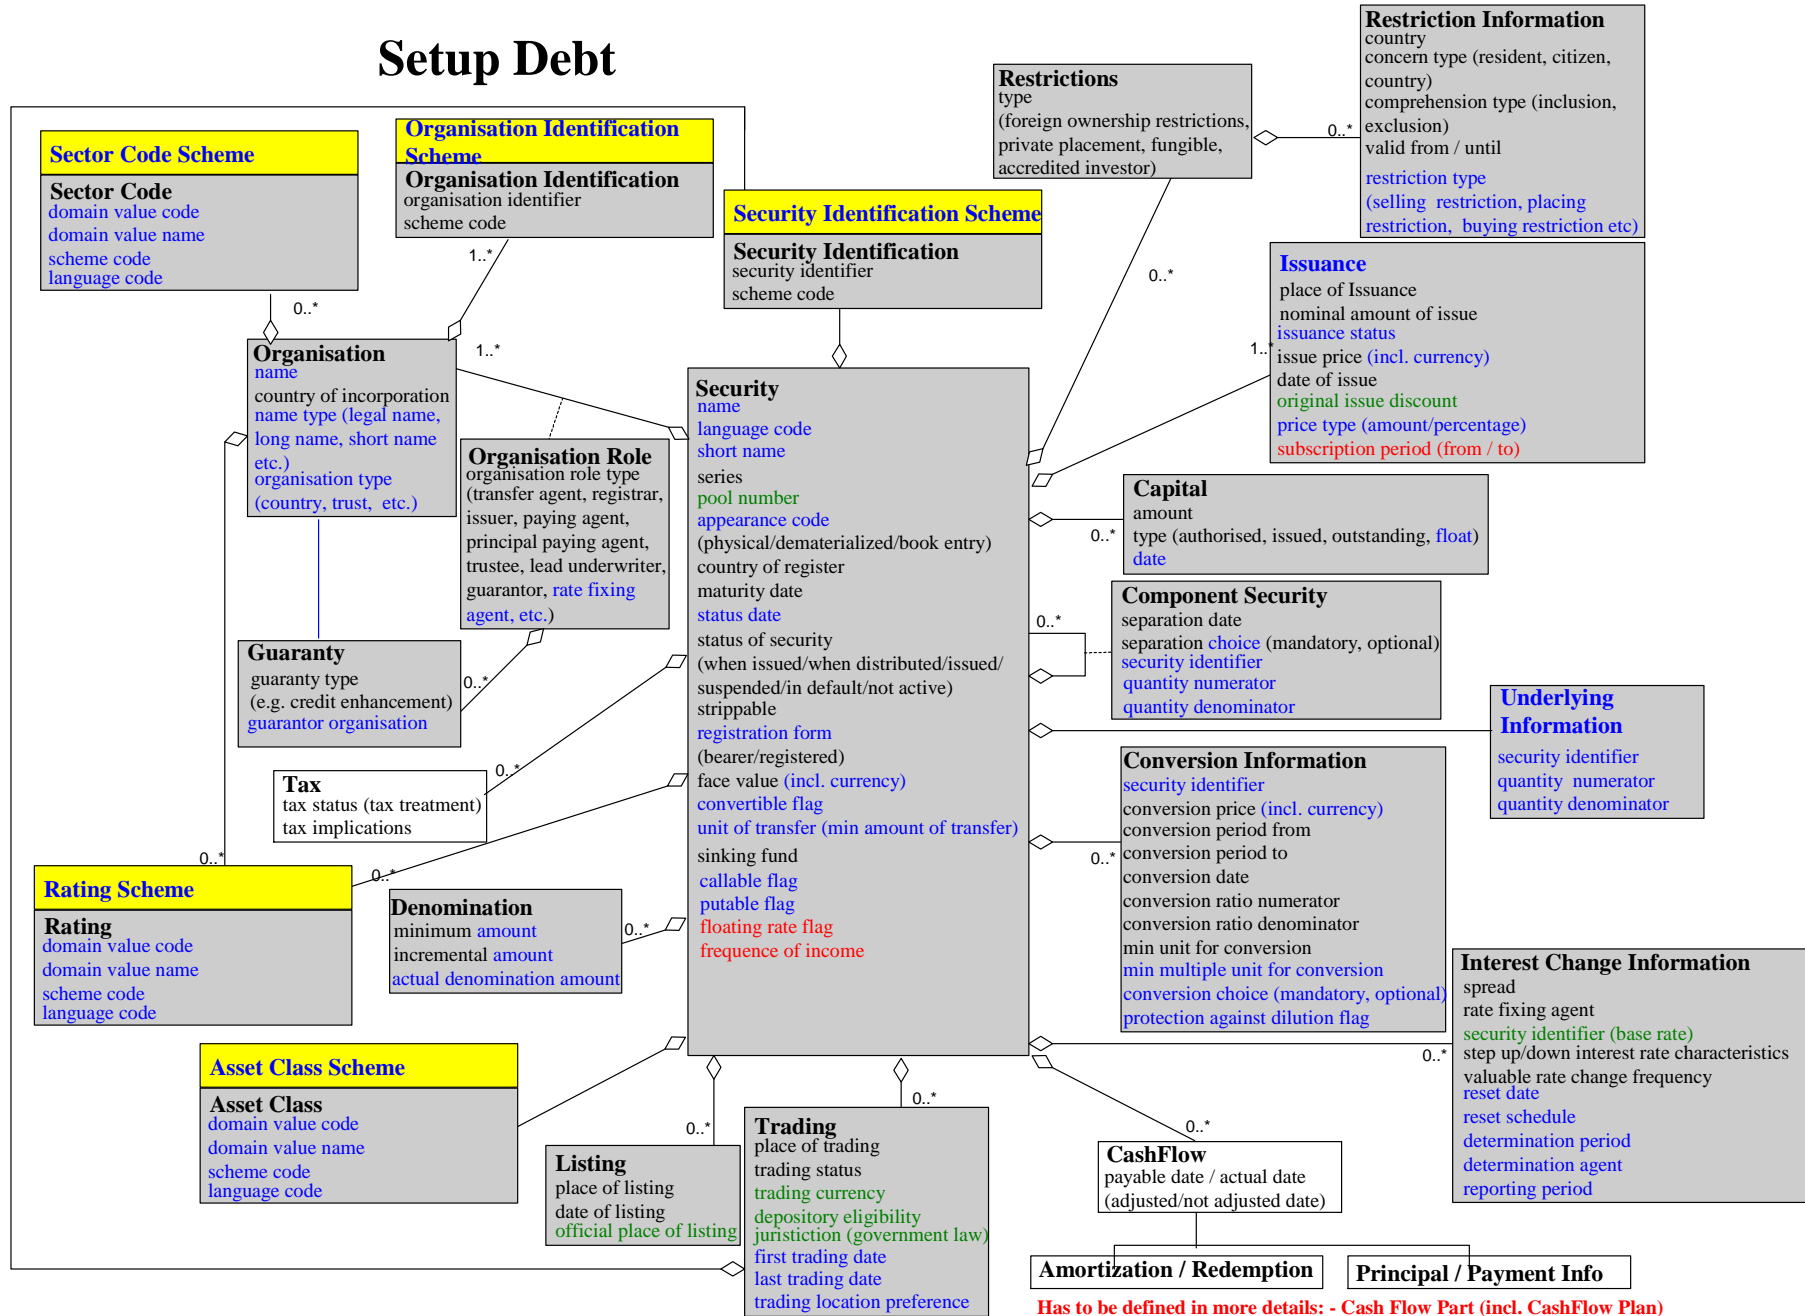 Setup Debt
Restriction Information
country
concern type (resident, citizen,
country)
comprehension type (inclusion,
exclusion)
valid from / until
restriction type
(selling restriction, placing
restriction, buying restriction etc)
Restrictions
type
(foreign ownership restrictions,
private placement, fungible,
accredited investor)
0..*
0..*
Sector Code Scheme
Sector Code
domain value code
domain value name
scheme code
language code
0..*
Organisation Identification
Scheme
Organisation Identification
organisation identifier
scheme code
1..*
Security Identification Scheme
Security Identification
security identifier
scheme code
Issuance
place of Issuance
nominal amount of issue
issuance status
issue price (incl. currency)
date of issue
original issue discount
price type (amount/percentage)
subscription period (from / to)
1..*
Organisation
name
country of incorporation
name type (legal name,
long name, short name
etc.)
organisation type
(country, trust, etc.)
1..*
Organisation Role
organisation role type
(transfer agent, registrar,
issuer, paying agent,
principal paying agent,
trustee, lead underwriter,
guarantor, rate fixing
agent, etc.)
Security
name
language code
short name
series
pool number
appearance code
(physical/dematerialized/book entry)
country of register
maturity date
status date
status of security
(when issued/when distributed/issued/
suspended/in default/not active)
strippable
registration form
(bearer/registered)
face value (incl. currency)
convertible flag
unit of transfer (min amount of transfer)
sinking fund
callable flag
putable flag
floating rate flag
frequence of income
Capital
amount
type (authorised, issued, outstanding, float)
date
0..*
Component Security
separation date
separation choice (mandatory, optional)
security identifier
quantity numerator
quantity denominator
0..*
Guaranty
guaranty type
(e.g. credit enhancement)
guarantor organisation
0..*
Underlying
Information
security identifier
quantity numerator
quantity denominator
Tax
tax status (tax treatment)
tax implications
0..*
Conversion Information
security identifier
conversion price (incl. currency)
conversion period from
conversion period to
conversion date
conversion ratio numerator
conversion ratio denominator
min unit for conversion
min multiple unit for conversion
conversion choice (mandatory, optional)
protection against dilution flag
0..*
Rating Scheme
Rating
domain value code
domain value name
scheme code
language code
0..*
0..*
Denomination
minimum amount
incremental amount
actual denomination amount
0..*
Interest Change Information
spread
rate fixing agent
security identifier (base rate)
step up/down interest rate characteristics
valuable rate change frequency
reset date
reset schedule
determination period
determination agent
reporting period
0..*
Asset Class Scheme
Asset Class
domain value code
domain value name
scheme code
language code
Listing
place of listing
date of listing
official place of listing
0..*
Trading
place of trading
trading status
trading currency
depository eligibility
juristiction (government law)
first trading date
last trading date
trading location preference
0..*
CashFlow
payable date / actual date
(adjusted/not adjusted date)
0..*
Amortization / Redemption
Principal / Payment Info
Has to be defined in more details: - Cash Flow Part (incl. CashFlow Plan)